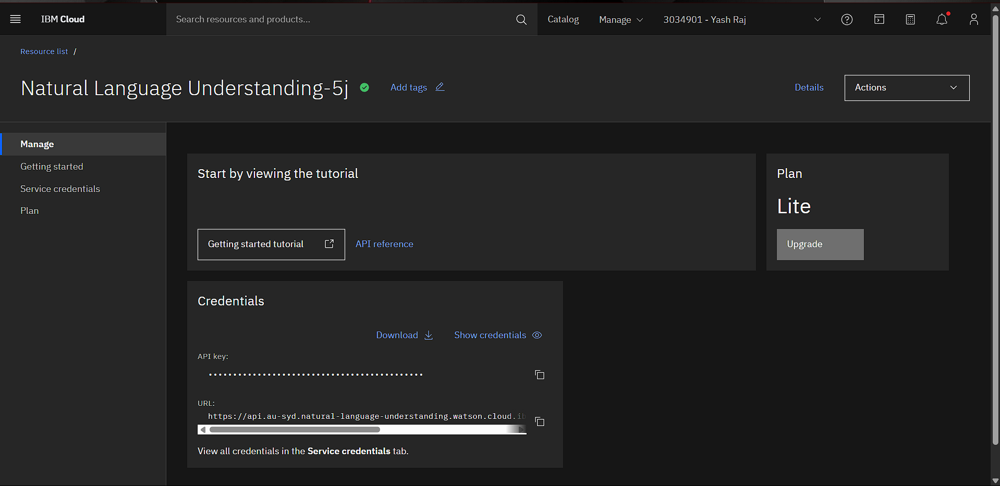 IBM Cloud
Search resources and products...
Catalog
Manage
3034901 - Yash Raj
Resource list /
Natural Language Understanding-5j
Add tags
Details
Actions
Manage
Getting started
Service credentials
Plan
Start by viewing the tutorial
Getting started tutorial
API reference
Plan
Lite
Upgrade
Credentials
Download
Show credentials
API key:
••••••••••••••••••••••••••••••••••••••••••••
URL:
https://api.au-syd.natural-language-understanding.watson.cloud.ib
View all credentials in the Service credentials tab.